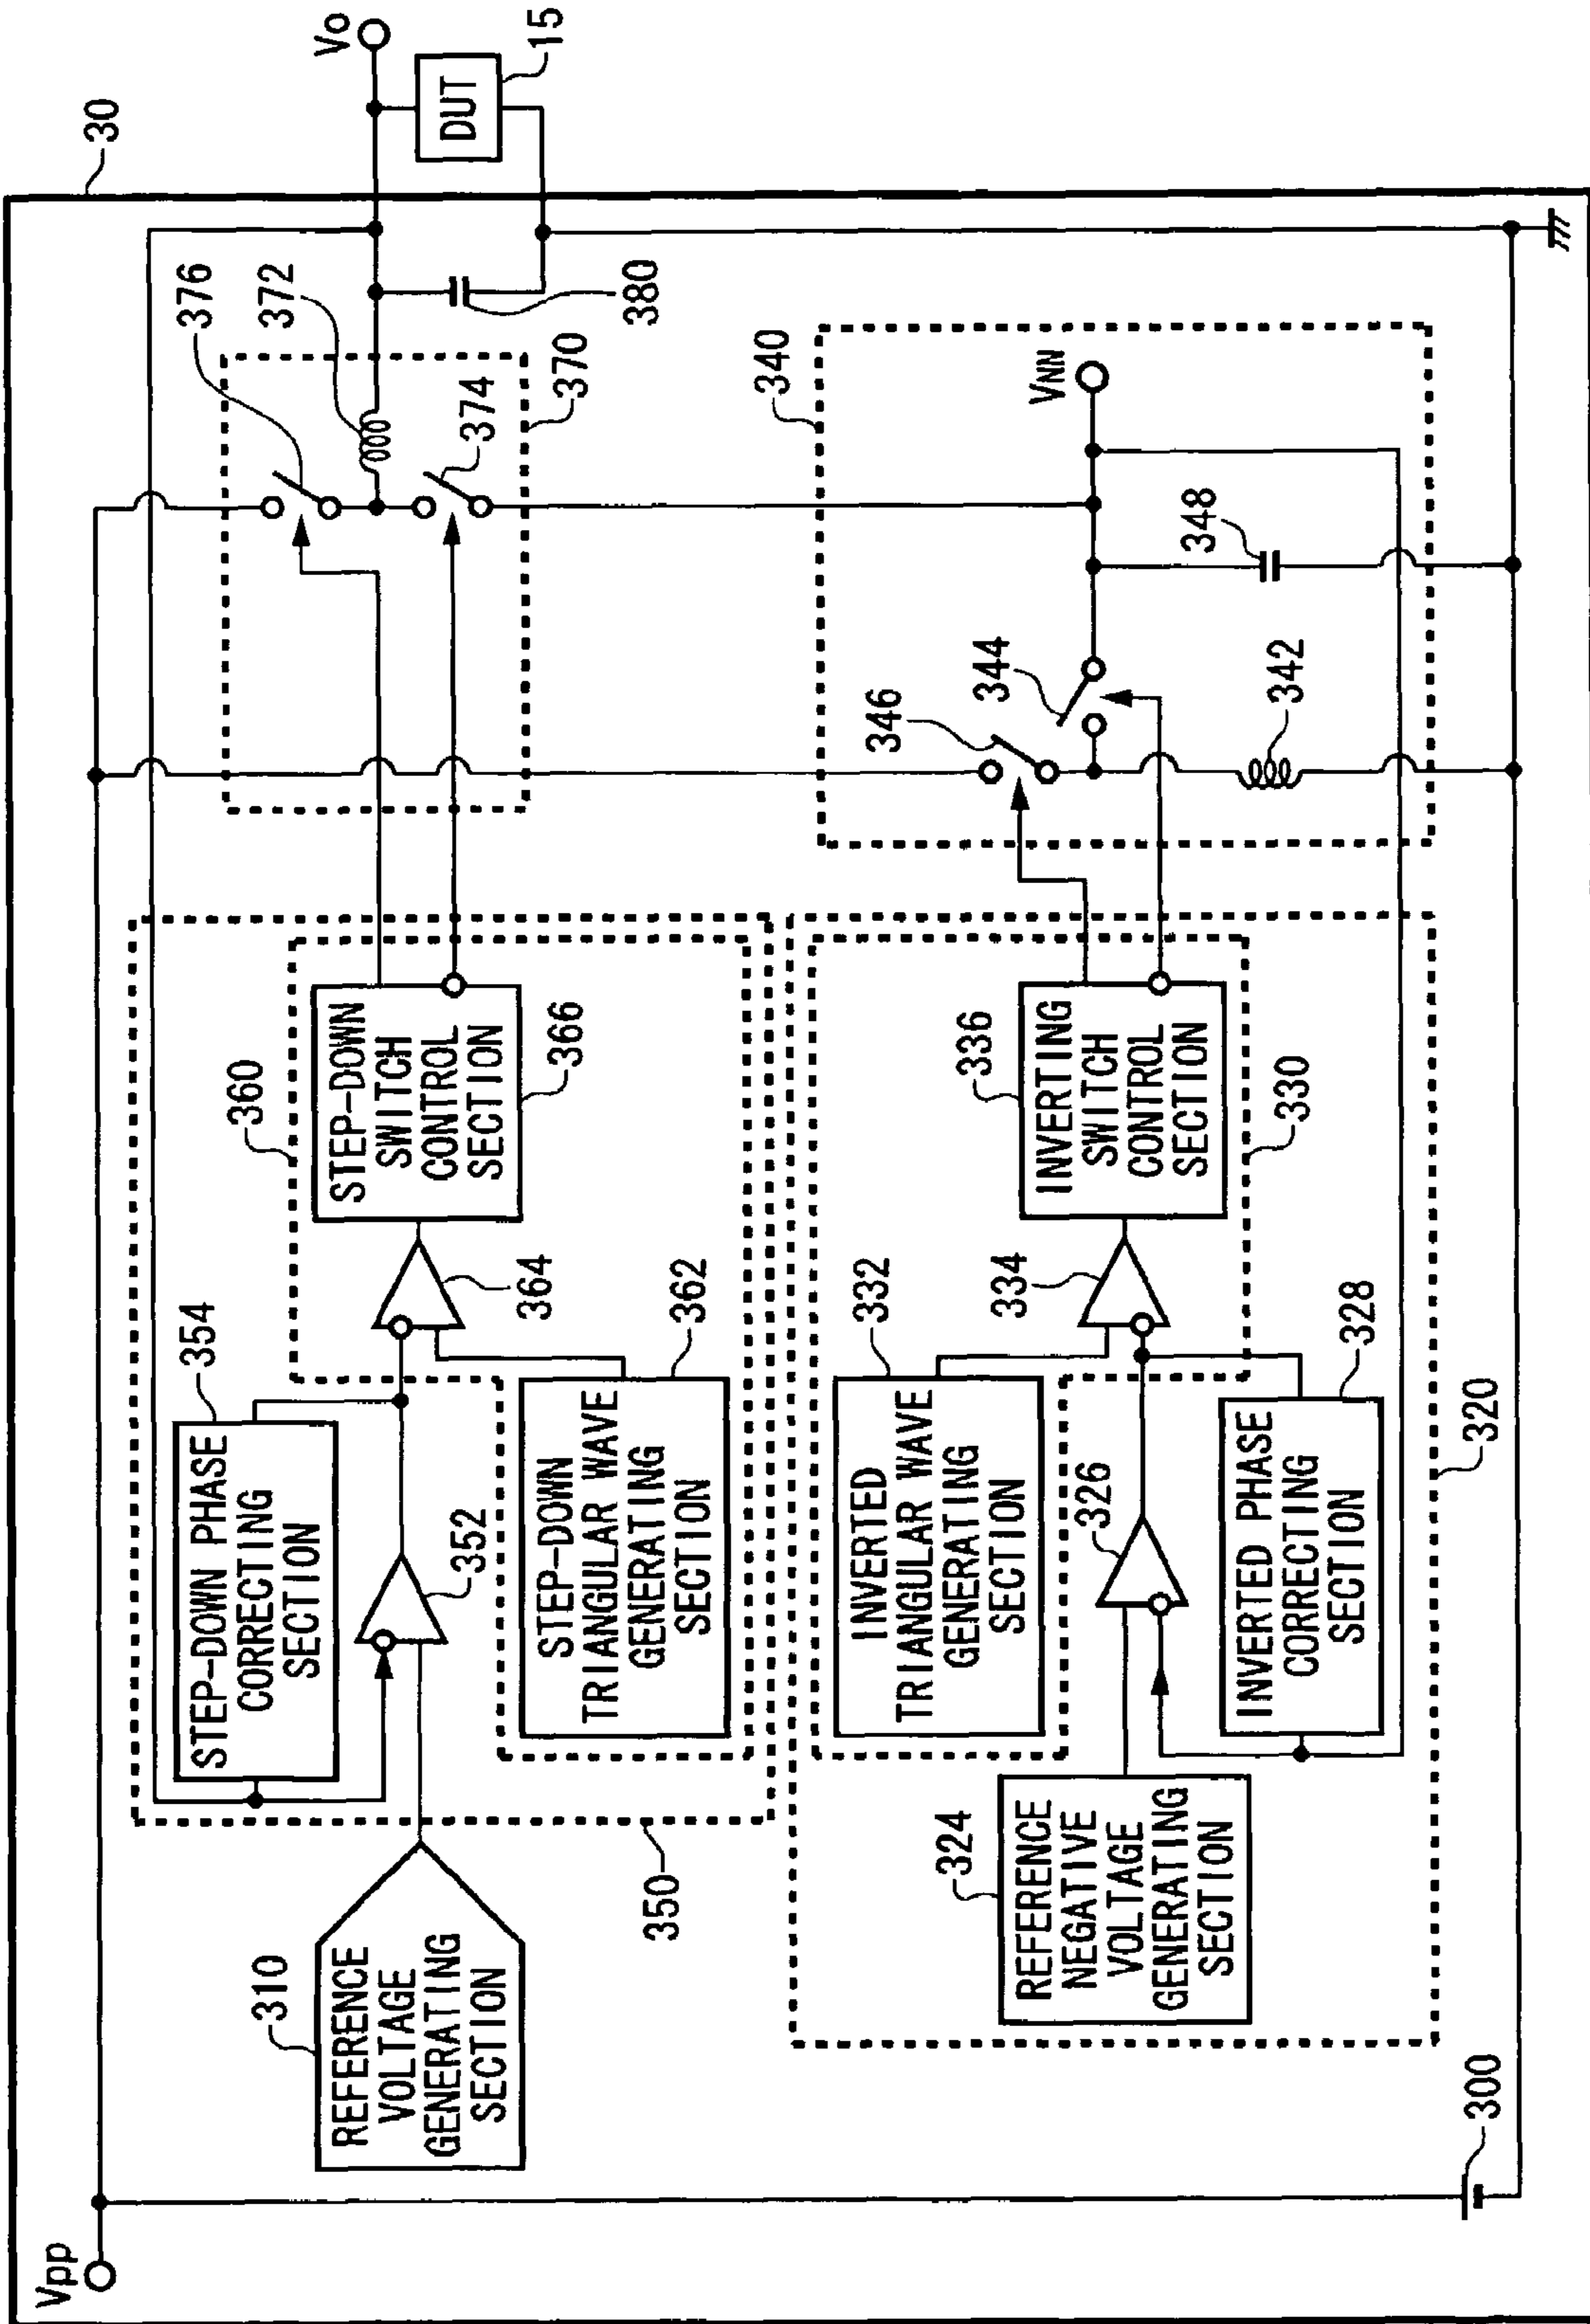 30
Vpp
Vo
DUT
15
376
372
380
370
374
354
STEP-DOWN PHASE
CORRECTING
SECTION
360
STEP-DOWN
SWITCH
CONTROL
SECTION
366
310
REFERENCE
VOLTAGE
GENERATING
SECTION
352
364
362
STEP-DOWN
TRIANGULAR WAVE
GENERATING
SECTION
350
340
VNN
346
344
348
342
332
INVERTED
TRIANGULAR WAVE
GENERATING
SECTION
334
336
INVERTING
SWITCH
CONTROL
SECTION
330
324
REFERENCE
NEGATIVE
VOLTAGE
GENERATING
SECTION
326
328
INVERTED PHASE
CORRECTING
SECTION
320
300